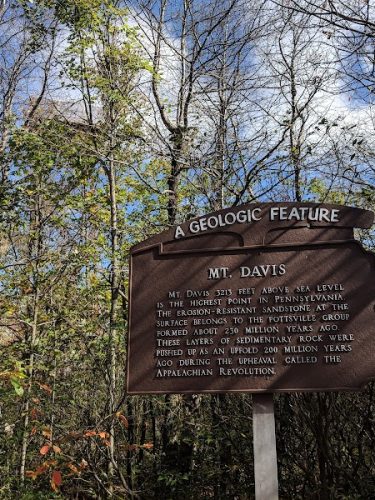 A GEOLOGIC FEATURE
MT. DAVIS
MT. DAVIS 3213 FEET ABOVE SEA LEVEL
IS THE HIGHEST POINT IN PENNSYLVANIA.
THE EROSION-RESISTANT SANDSTONE AT THE
SURFACE BELONGS TO THE POTTSVILLE GROUP
FORMED ABOUT 230 MILLION YEARS AGO.
THESE LAYERS OF SEDIMENTARY ROCK WERE
PUSHED UP AS AN UPFOLD 200 MILLION YEARS
AGO DURING THE UPHEAVAL CALLED THE
APPALACHIAN REVOLUTION.